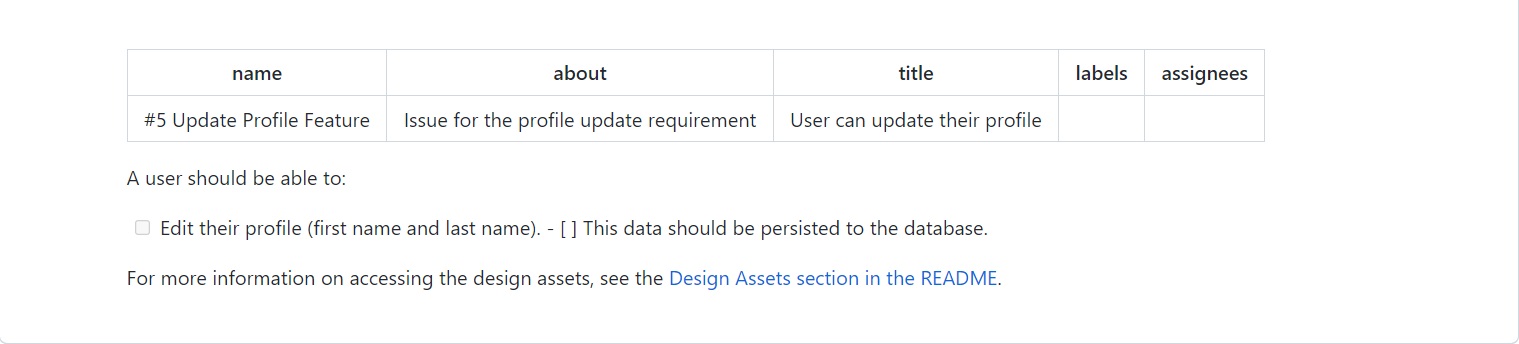 name about title labels assignees
#5 Update Profile Feature Issue for the profile update requirement User can update their profile
A user should be able to:
Edit their profile (first name and last name). - [ ] This data should be persisted to the database.
For more information on accessing the design assets, see the Design Assets section in the README.